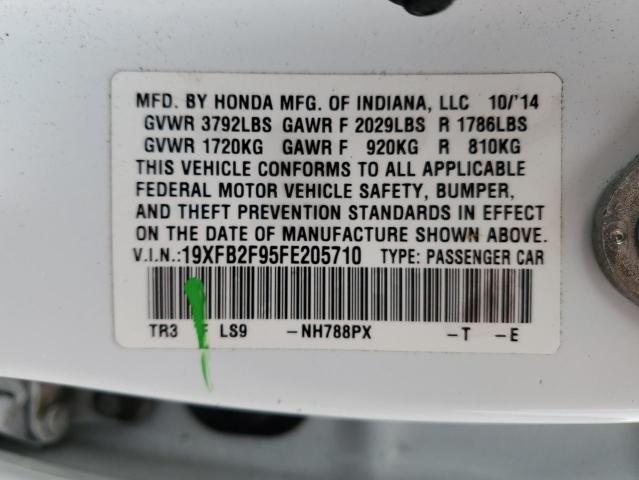 MFD. BY HONDA MFG. OF INDIANA, LLC 10/'14
GVWR 3792LBS GAWR F 2029LBS R 1786LBS
GVWR 1720KG GAWR F 920KG R 810KG
THIS VEHICLE CONFORMS TO ALL APPLICABLE
FEDERAL MOTOR VEHICLE SAFETY, BUMPER,
AND THEFT PREVENTION STANDARDS IN EFFECT
ON THE DATE OF MANUFACTURE SHOWN ABOVE.
V.I.N.:19XFB2F95FE205710 TYPE: PASSENGER CAR
TR3 F LS9 -NH788PX -T -E